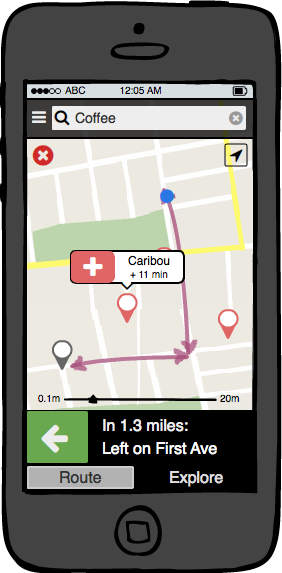 ABC 12:05 AM
Coffee
Caribou
+ 11 min
0.1m 20m
In 1.3 miles:
Left on First Ave
Route Explore